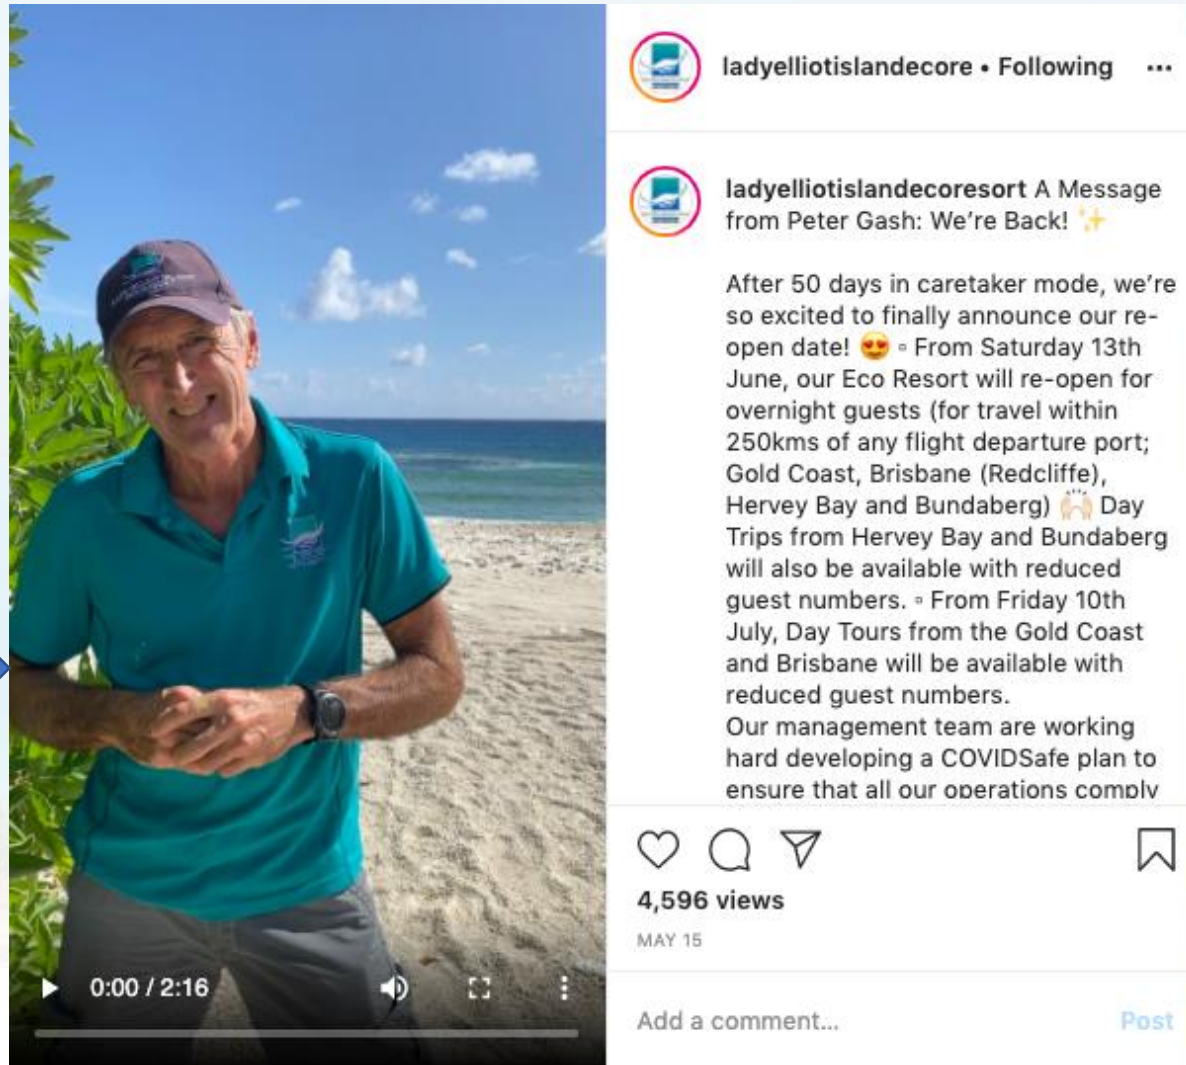 ladyelliotislandecore • Following
ladyelliotislandecoresort A Message
from Peter Gash: We're Back! ✨
After 50 days in caretaker mode, we're
so excited to finally announce our re-
open date! 😍 ▫ From Saturday 13th
June, our Eco Resort will re-open for
overnight guests (for travel within
250kms of any flight departure port;
Gold Coast, Brisbane (Redcliffe),
Hervey Bay and Bundaberg) 🙌🏻 Day
Trips from Hervey Bay and Bundaberg
will also be available with reduced
guest numbers. ▫ From Friday 10th
July, Day Tours from the Gold Coast
and Brisbane will be available with
reduced guest numbers.
Our management team are working
hard developing a COVIDSafe plan to
ensure that all our operations comply
4,596 views
MAY 15
Add a comment...
Post
0:00 / 2:16